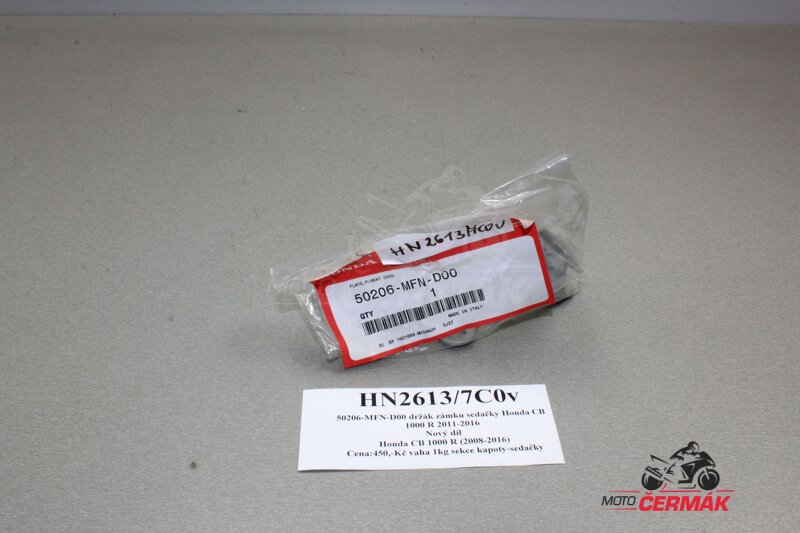 HN2613/7C0v
HONDA
PLATE,F/SEAT CATC
50206-MFN-D00
QTY
1
MADE IN ITALY
HN2613/7C0v
50206-MFN-D00 držák zámku sedačky Honda CB
1000 R 2011-2016
Nový díl
Honda CB 1000 R (2008-2016)
Cena:450,-Kč vaha 1kg sekce kapoty-sedačky
MOTO
ČERMÁK